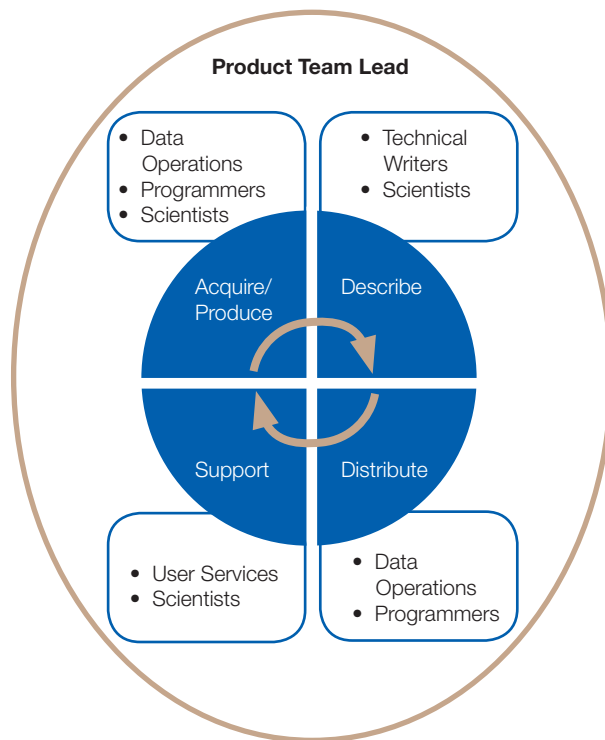 Product Team Lead
• Data
Operations
• Programmers
• Scientists
• Technical
Writers
• Scientists
Acquire/
Produce
Describe
Support
Distribute
• User Services
• Scientists
• Data
Operations
• Programmers